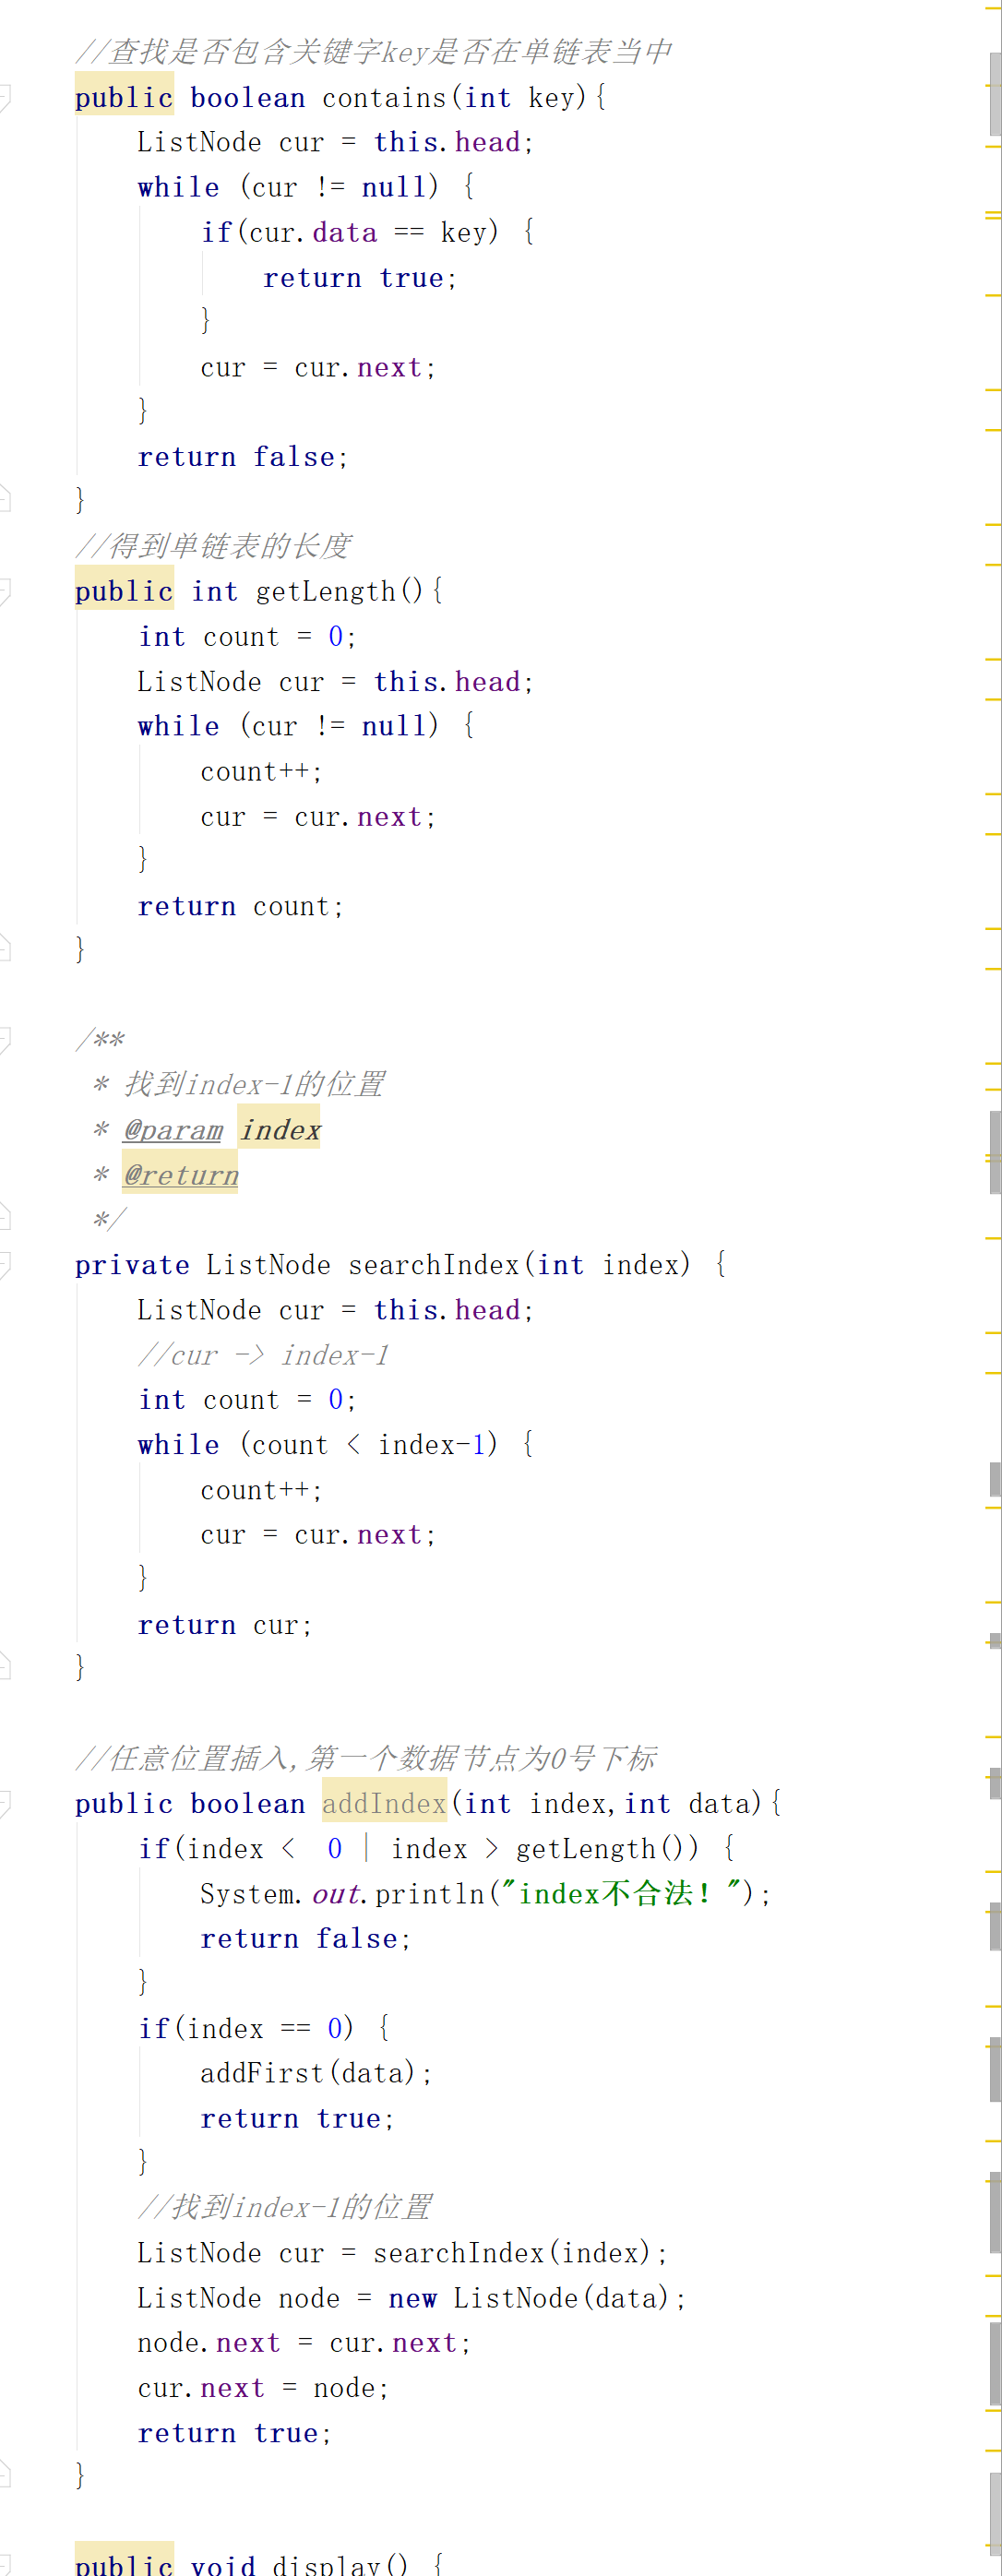 //查找是否包含关键字key是否在单链表当中
public boolean contains(int key){
    ListNode cur = this.head;
    while (cur != null) {
        if(cur.data == key) {
            return true;
        }
        cur = cur.next;
    }
    return false;
}
//得到单链表的长度
public int getLength(){
    int count = 0;
    ListNode cur = this.head;
    while (cur != null) {
        count++;
        cur = cur.next;
    }
    return count;
}
/**
 * 找到index-1的位置
 * @param index
 * @return
 */
private ListNode searchIndex(int index) {
    ListNode cur = this.head;
    //cur -> index-1
    int count = 0;
    while (count < index-1) {
        count++;
        cur = cur.next;
    }
    return cur;
}
//任意位置插入,第一个数据节点为0号下标
public boolean addIndex(int index,int data){
    if(index <  0 | index > getLength()) {
        System.out.println("index不合法！");
        return false;
    }
    if(index == 0) {
        addFirst(data);
        return true;
    }
    //找到index-1的位置
    ListNode cur = searchIndex(index);
    ListNode node = new ListNode(data);
    node.next = cur.next;
    cur.next = node;
    return true;
}
public void display() {